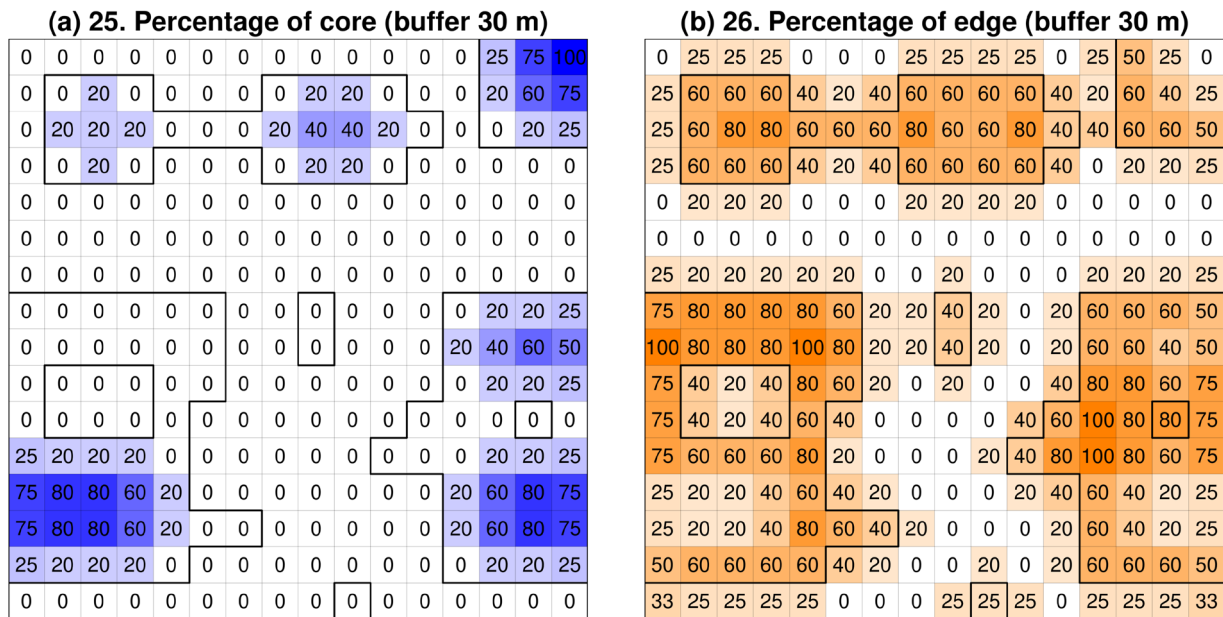 (a) 25. Percentage of core (buffer 30 m)
0 0 0 0 0 0 0 0 0 0 0 0 0 25 75 100
0 0 20 0 0 0 0 0 20 20 0 0 0 20 60 75
0 20 20 20 0 0 0 20 40 40 20 0 0 0 20 25
0 0 20 0 0 0 0 0 20 20 0 0 0 0 0 0
0 0 0 0 0 0 0 0 0 0 0 0 0 0 0 0
0 0 0 0 0 0 0 0 0 0 0 0 0 0 0 0
0 0 0 0 0 0 0 0 0 0 0 0 0 0 0 0
0 0 0 0 0 0 0 0 0 0 0 0 0 20 20 25
0 0 0 0 0 0 0 0 0 0 0 0 20 40 60 50
0 0 0 0 0 0 0 0 0 0 0 0 0 20 20 25
0 0 0 0 0 0 0 0 0 0 0 0 0 0 0 0
25 20 20 20 0 0 0 0 0 0 0 0 0 20 20 25
75 80 80 60 20 0 0 0 0 0 0 0 20 60 80 75
75 80 80 60 20 0 0 0 0 0 0 0 20 60 80 75
25 20 20 20 0 0 0 0 0 0 0 0 0 20 20 25
0 0 0 0 0 0 0 0 0 0 0 0 0 0 0 0
(b) 26. Percentage of edge (buffer 30 m)
0 25 25 25 0 0 0 25 25 25 25 0 25 50 25 0
25 60 60 60 40 20 40 60 60 60 60 40 20 60 40 25
25 60 80 80 60 60 60 80 60 60 80 40 40 60 60 50
25 60 60 60 40 20 40 60 60 60 60 40 0 20 20 25
0 20 20 20 0 0 0 20 20 20 20 0 0 0 0 0
0 0 0 0 0 0 0 0 0 0 0 0 0 0 0 0
25 20 20 20 20 20 0 0 20 0 0 0 20 20 20 25
75 80 80 80 80 60 20 20 40 20 0 20 60 60 60 50
100 80 80 80 100 80 20 20 40 20 0 20 60 60 40 50
75 40 20 40 80 60 20 0 20 0 0 40 80 80 60 75
75 40 20 40 60 40 0 0 0 0 40 60 100 80 80 75
75 60 60 60 80 20 0 0 0 20 40 80 100 80 60 75
25 20 20 40 60 40 40 0 0 0 20 40 60 40 20 25
25 20 20 40 80 60 40 20 0 0 0 20 60 40 20 25
50 60 60 60 60 40 20 0 0 20 0 20 60 60 60 50
33 25 25 25 25 0 0 0 25 25 25 0 25 25 25 33